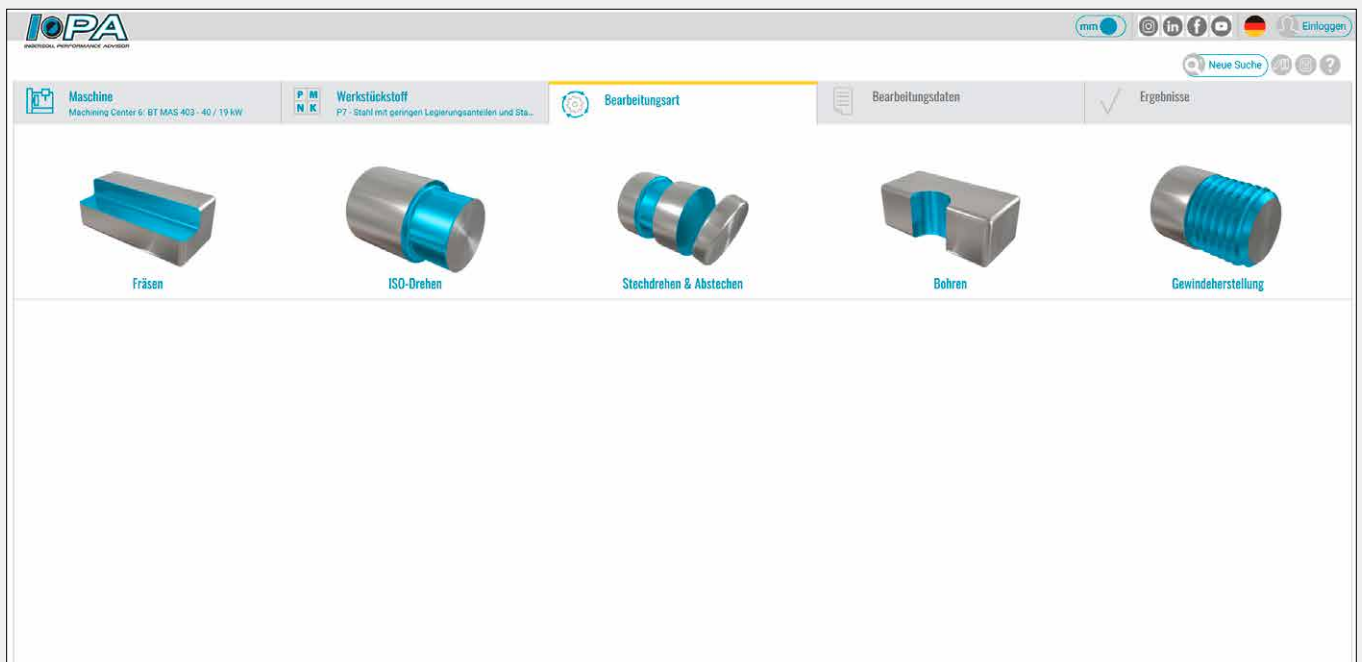 IOPA
INGERSOLL PERFORMANCE ADVISOR
mm
Einloggen
Neue Suche
?
Maschine
Machining Center 6: BT MAS 403 - 40 / 19 kW
P M
N K
Werkstückstoff
P7 - Stahl mit geringen Legierungsanteilen und Sta...
Bearbeitungsart
Bearbeitungsdaten
Ergebnisse
Fräsen
ISO-Drehen
Stechdrehen & Abstechen
Bohren
Gewindeherstellung